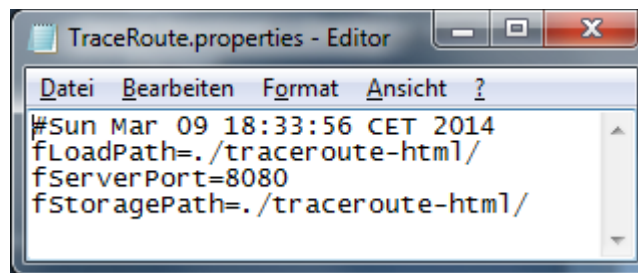 TraceRoute.properties - Editor
Datei Bearbeiten Format Ansicht ?
#Sun Mar 09 18:33:56 CET 2014
fLoadPath=./traceroute-html/
fServerPort=8080
fStoragePath=./traceroute-html/